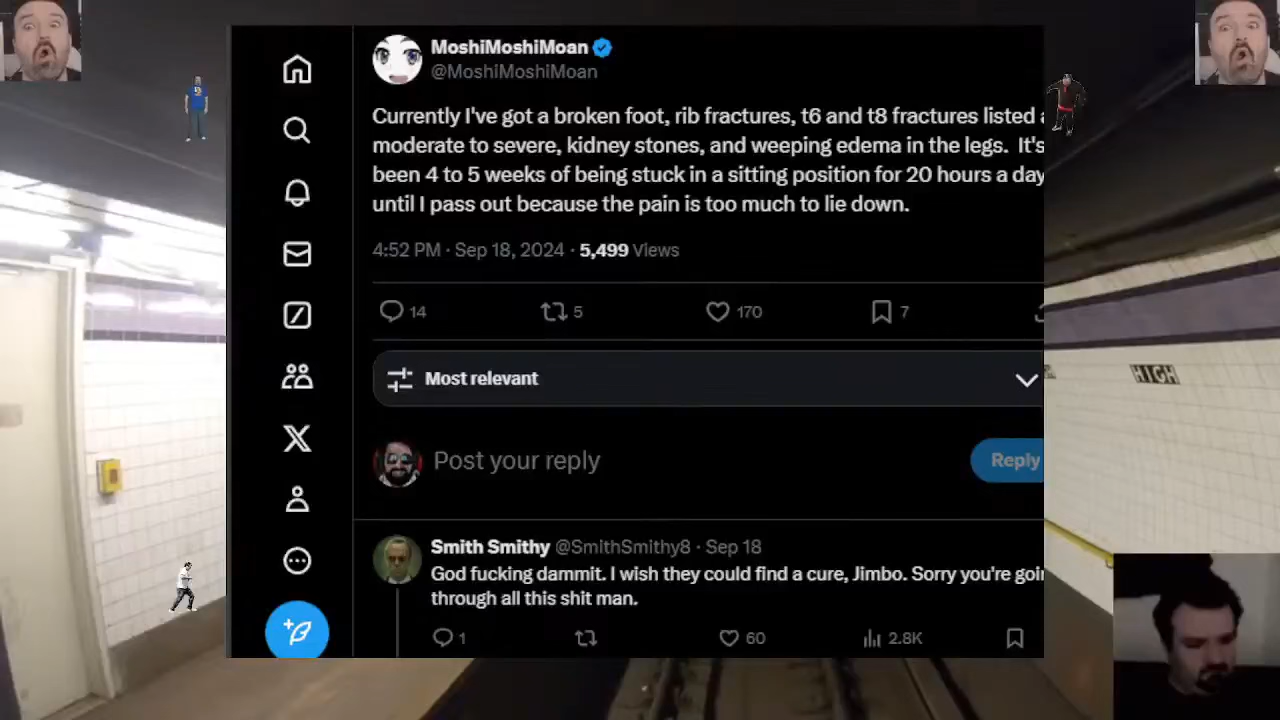 MoshiMoshiMoan
@MoshiMoshiMoan
Currently I've got a broken foot, rib fractures, t6 and t8 fractures listed
moderate to severe, kidney stones, and weeping edema in the legs. It's
been 4 to 5 weeks of being stuck in a sitting position for 20 hours a day
until I pass out because the pain is too much to lie down.
4:52 PM · Sep 18, 2024 · 5,499 Views
14 5 170 7
Most relevant
Post your reply
Reply
HIGH
Smith Smithy @SmithSmithy8 · Sep 18
God fucking dammit. I wish they could find a cure, Jimbo. Sorry you're goi
through all this shit man.
1 60 2.8K